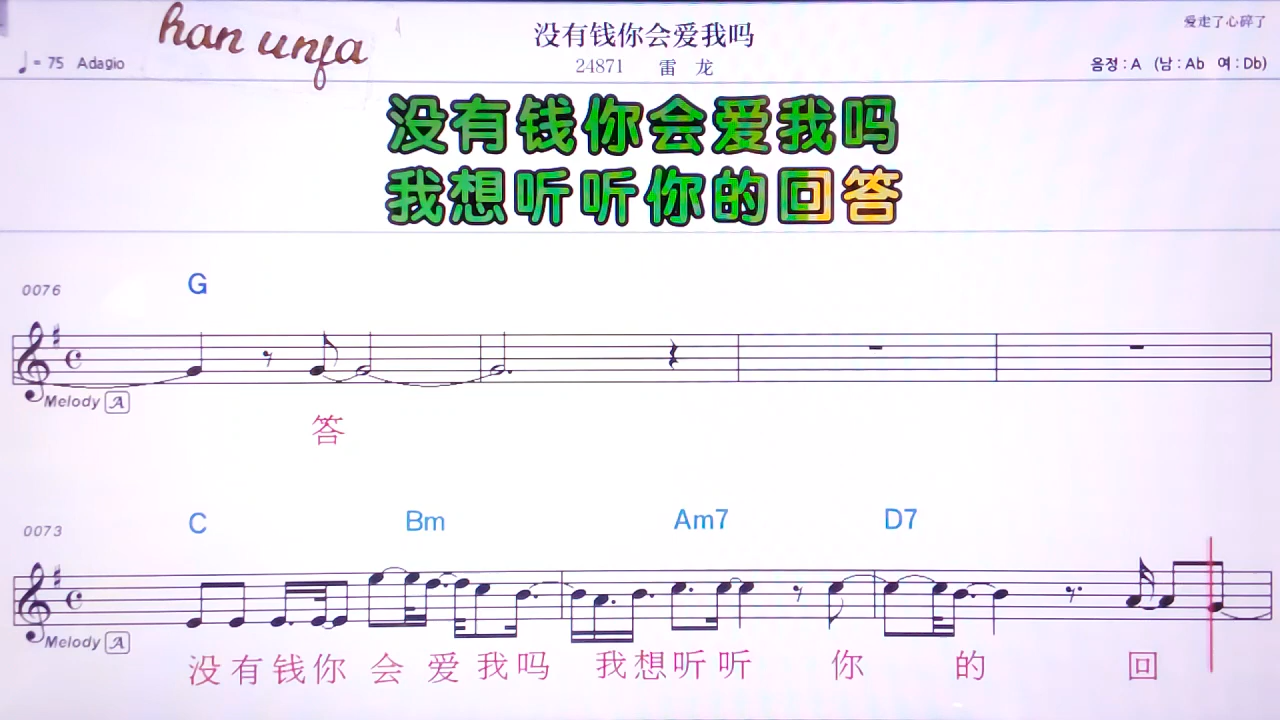 han unfa
没有钱你会爱我吗
爱走了心碎了
♩= 75 Adagio
24871 雷 龙
음정 : A (남 : Ab 여 : Db)
没有钱你会爱我吗
我想听听你的回答
0076 G
Melody A
答
0073 C Bm Am7 D7
Melody A
没有钱你 会 爱 我吗 我想听听 你 的 回